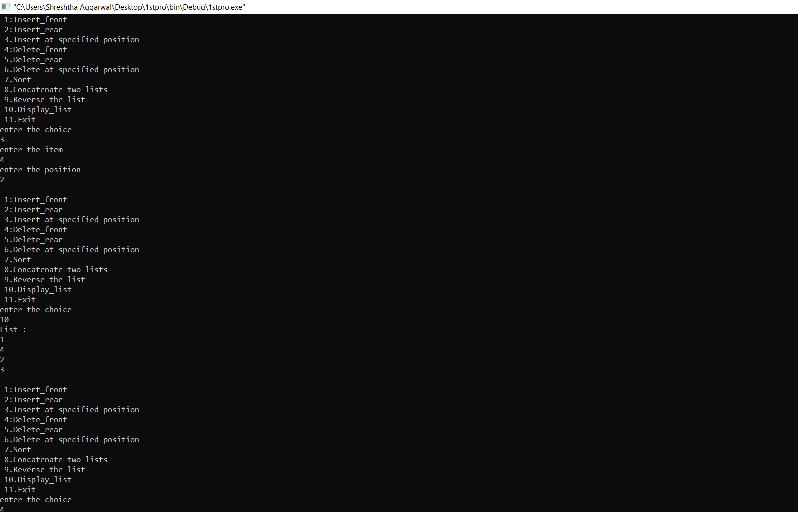 "C:\Users\Shreshtha Aggarwal\Desktop\1stpro\bin\Debug\1stpro.exe"
1:Insert_front
2:Insert_rear
3.Insert at specified position
4:Delete_front
5.Delete_rear
6.Delete at specified position
7.Sort
8.Concatenate two lists
9.Reverse the list
10.Display_list
11.Exit
enter the choice
3
enter the item
4
enter the position
2
1:Insert_front
2:Insert_rear
3.Insert at specified position
4:Delete_front
5.Delete_rear
6.Delete at specified position
7.Sort
8.Concatenate two lists
9.Reverse the list
10.Display_list
11.Exit
enter the choice
10
List :
1
4
2
3
1:Insert_front
2:Insert_rear
3.Insert at specified position
4:Delete_front
5.Delete_rear
6.Delete at specified position
7.Sort
8.Concatenate two lists
9.Reverse the list
10.Display_list
11.Exit
enter the choice
4